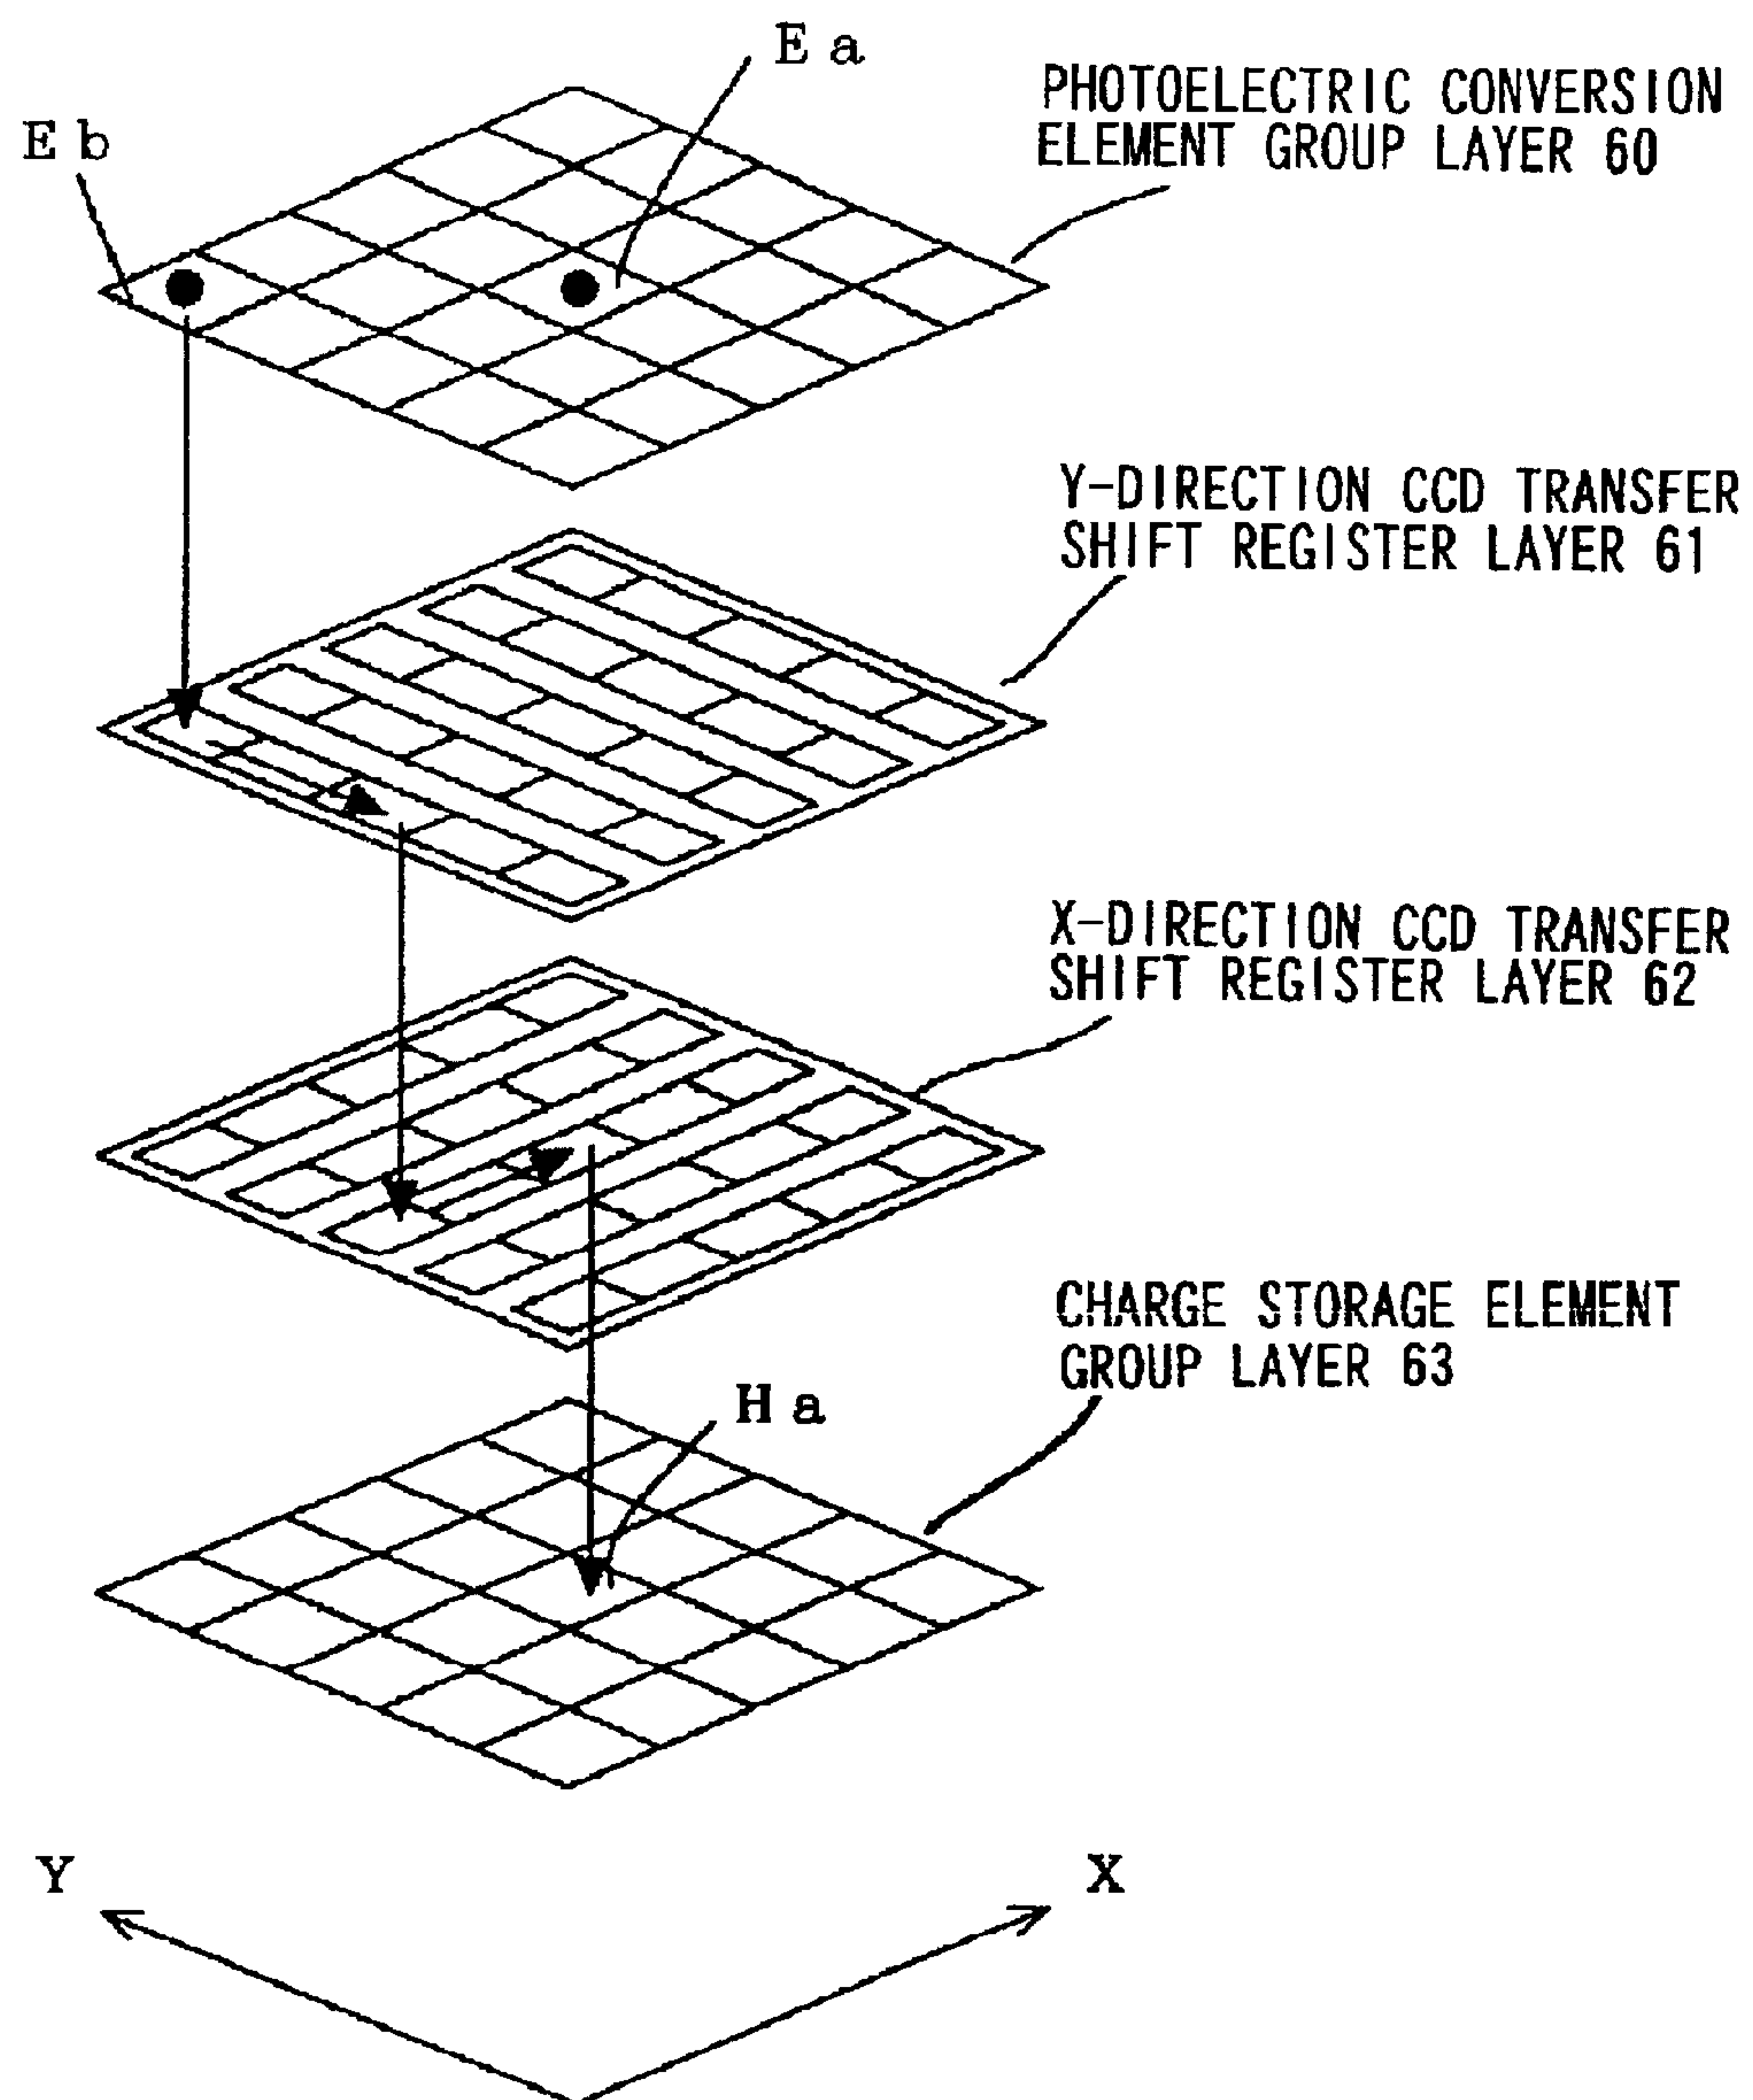 E a
E b
PHOTOELECTRIC CONVERSION
ELEMENT GROUP LAYER 60
Y-DIRECTION CCD TRANSFER
SHIFT REGISTER LAYER 61
X-DIRECTION CCD TRANSFER
SHIFT REGISTER LAYER 62
CHARGE STORAGE ELEMENT
GROUP LAYER 63
H a
Y
X